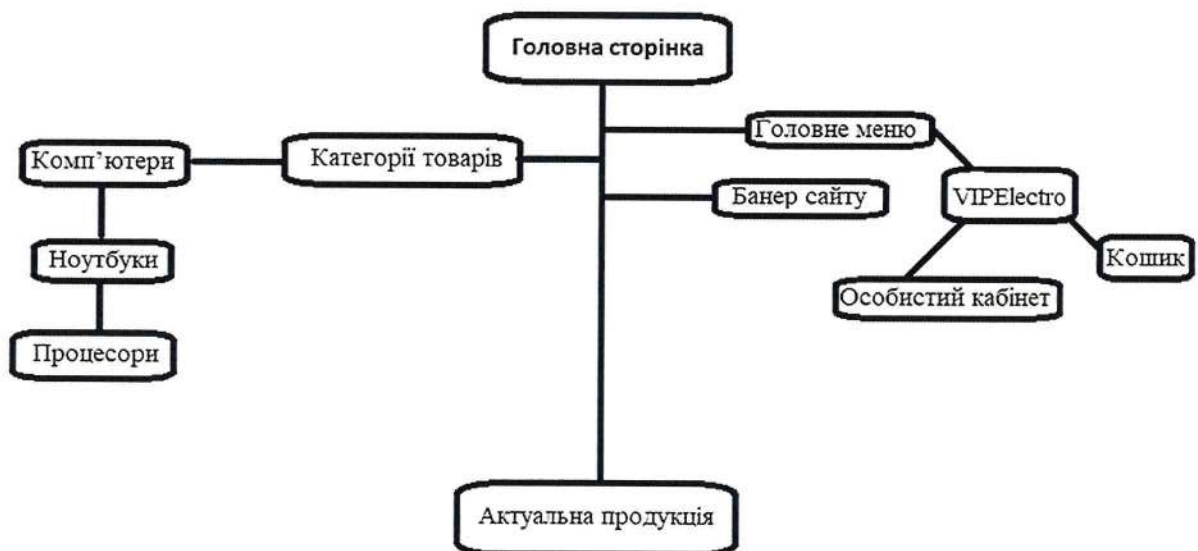 Головна сторінка
Головне меню
Комп’ютери
Категорії товарів
Банер сайту
VIPElectro
Ноутбуки
Кошик
Особистий кабінет
Процесори
Актуальна продукція